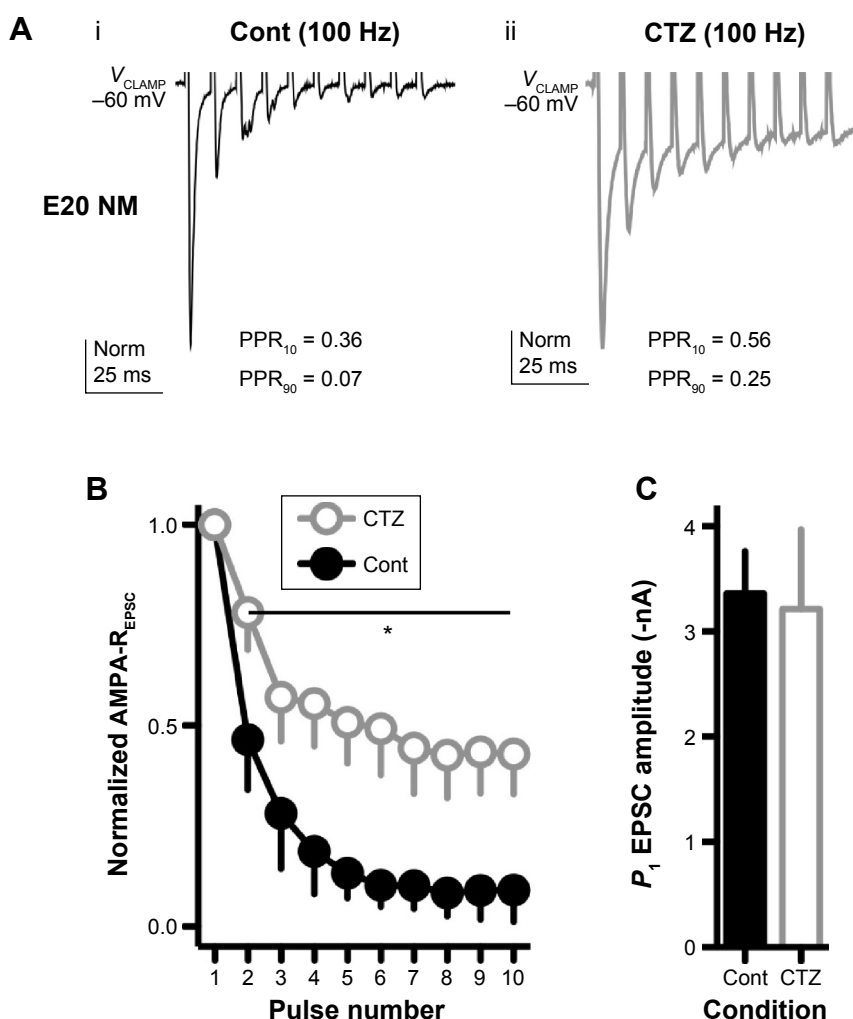 A
i
Cont (100 Hz)
ii
CTZ (100 Hz)
VCLAMP
–60 mV
VCLAMP
–60 mV
E20 NM
Norm
25 ms
PPR10 = 0.36
PPR90 = 0.07
Norm
25 ms
PPR10 = 0.56
PPR90 = 0.25
B
CTZ
Cont
*
Normalized AMPA-REPSC
1.0
0.5
0.0
1 2 3 4 5 6 7 8 9 10
Pulse number
C
P1 EPSC amplitude (-nA)
4
3
2
1
0
Cont CTZ
Condition